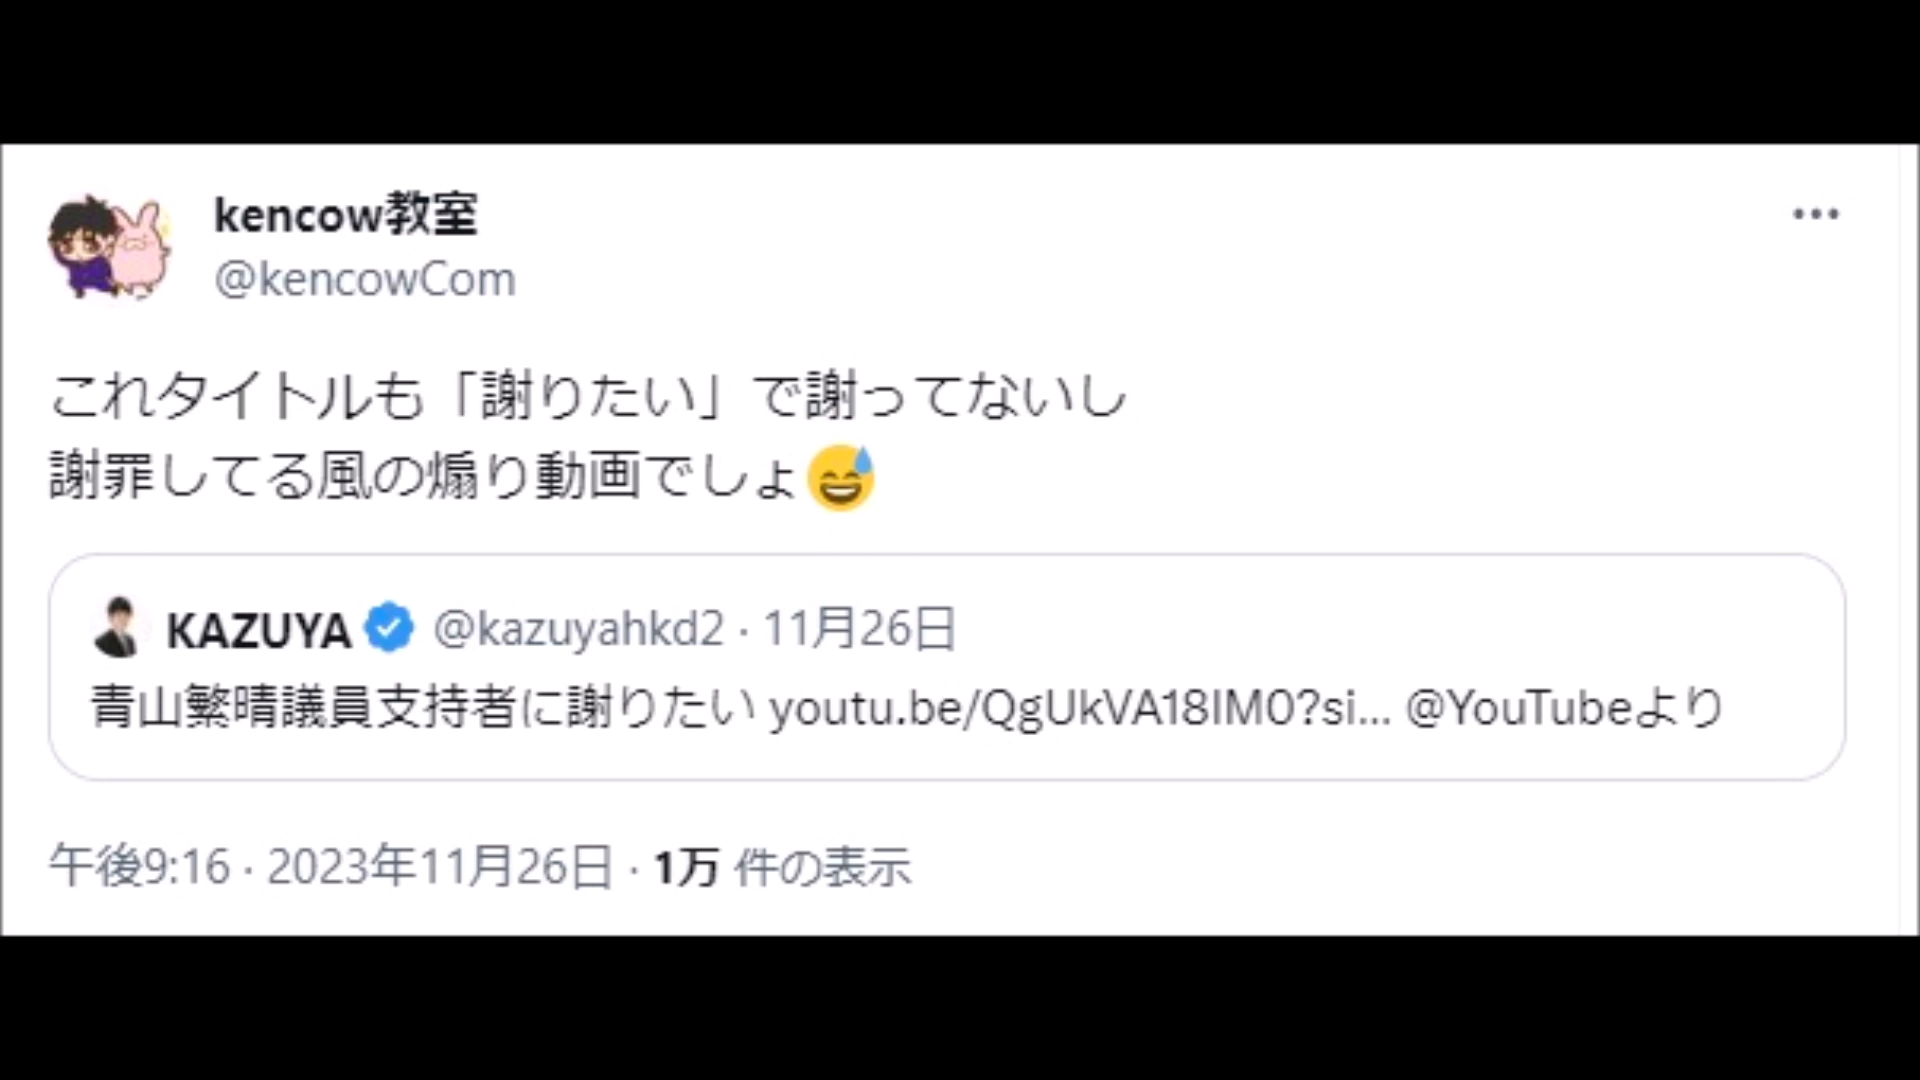 kencow教室
@kencowCom
これタイトルも「謝りたい」で謝ってないし
謝罪してる風の煽り動画でしょ😅
KAZUYA @kazuyahkd2 · 11月26日
青山繁晴議員支持者に謝りたい youtu.be/QgUkVA18IM0?si... @YouTubeより
午後9:16 · 2023年11月26日 · 1万 件の表示